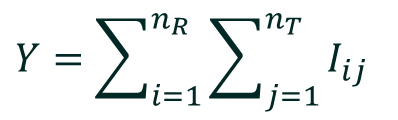 Y = ∑_{i=1}^{n_R} ∑_{j=1}^{n_T} I_{ij}